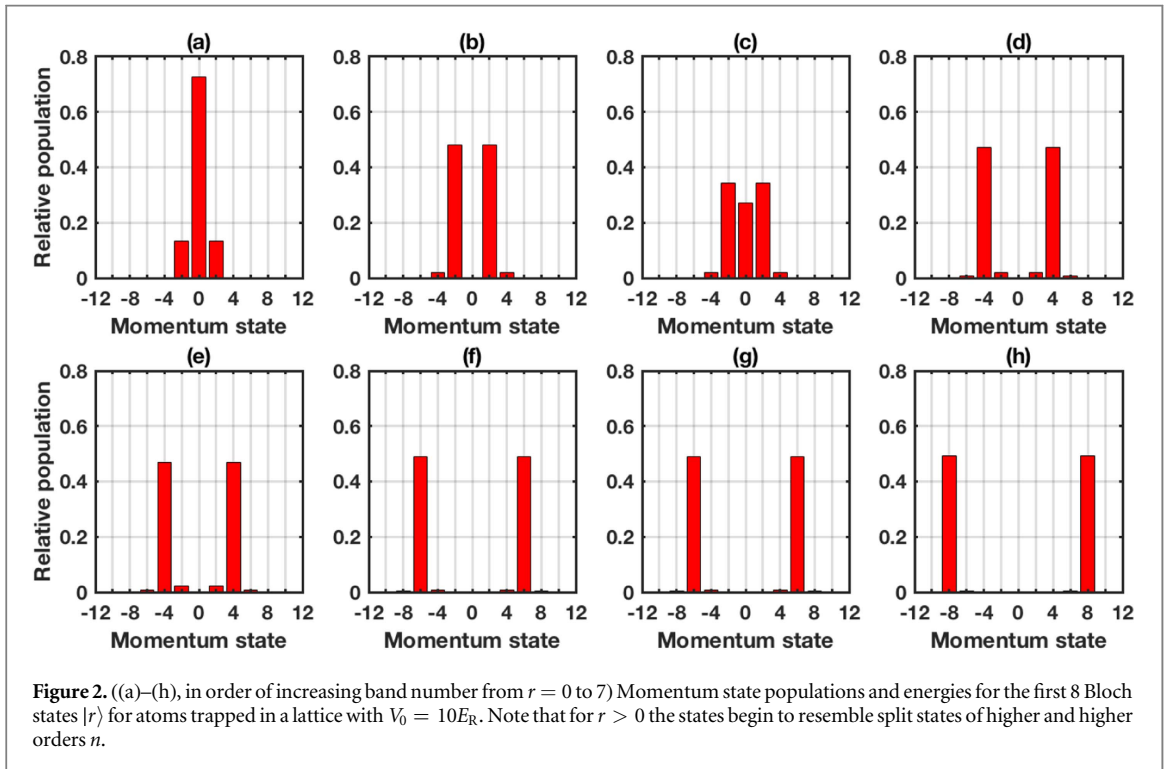 (a) (b) (c) (d)
Relative population
0.8 0.8 0.8 0.8
0.6 0.6 0.6 0.6
0.4 0.4 0.4 0.4
0.2 0.2 0.2 0.2
0 0 0 0
-12 -8 -4 0 4 8 12 -12 -8 -4 0 4 8 12 -12 -8 -4 0 4 8 12 -12 -8 -4 0 4 8 12
Momentum state Momentum state Momentum state Momentum state
(e) (f) (g) (h)
Relative population
0.8 0.8 0.8 0.8
0.6 0.6 0.6 0.6
0.4 0.4 0.4 0.4
0.2 0.2 0.2 0.2
0 0 0 0
-12 -8 -4 0 4 8 12 -12 -8 -4 0 4 8 12 -12 -8 -4 0 4 8 12 -12 -8 -4 0 4 8 12
Momentum state Momentum state Momentum state Momentum state
Figure 2. ((a)–(h), in order of increasing band number from r = 0 to 7) Momentum state populations and energies for the first 8 Bloch
states |r⟩ for atoms trapped in a lattice with V₀ = 10E_R. Note that for r > 0 the states begin to resemble split states of higher and higher
orders n.